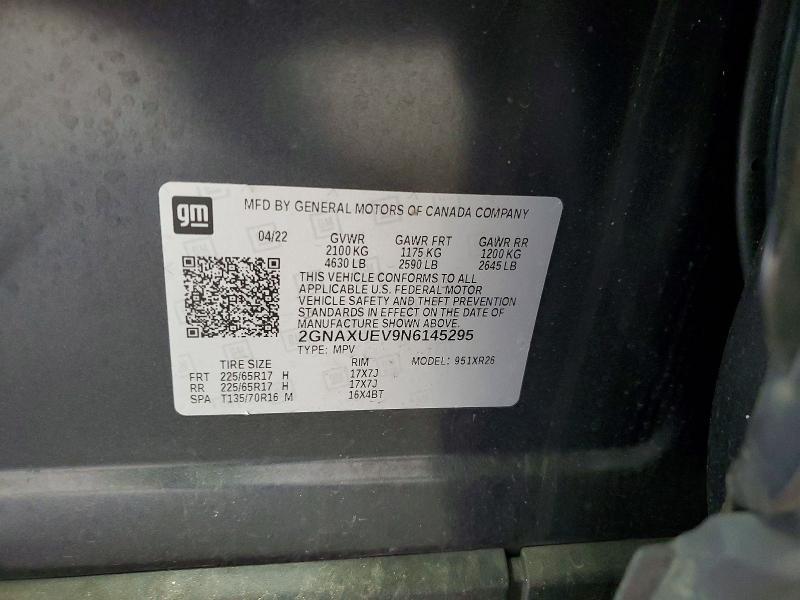 gm
MFD BY GENERAL MOTORS OF CANADA COMPANY
04/22 GVWR GAWR FRT GAWR RR
2100 KG 1175 KG 1200 KG
4630 LB 2590 LB 2645 LB
THIS VEHICLE CONFORMS TO ALL
APPLICABLE U.S. FEDERAL MOTOR
VEHICLE SAFETY AND THEFT PREVENTION
STANDARDS IN EFFECT ON THE DATE OF
MANUFACTURE SHOWN ABOVE.
2GNAXUEV9N6145295
TYPE: MPV
TIRE SIZE RIM MODEL: 951XR26
FRT 225/65R17 H 17X7J
RR 225/65R17 H 17X7J
SPA T135/70R16 M 16X4BT